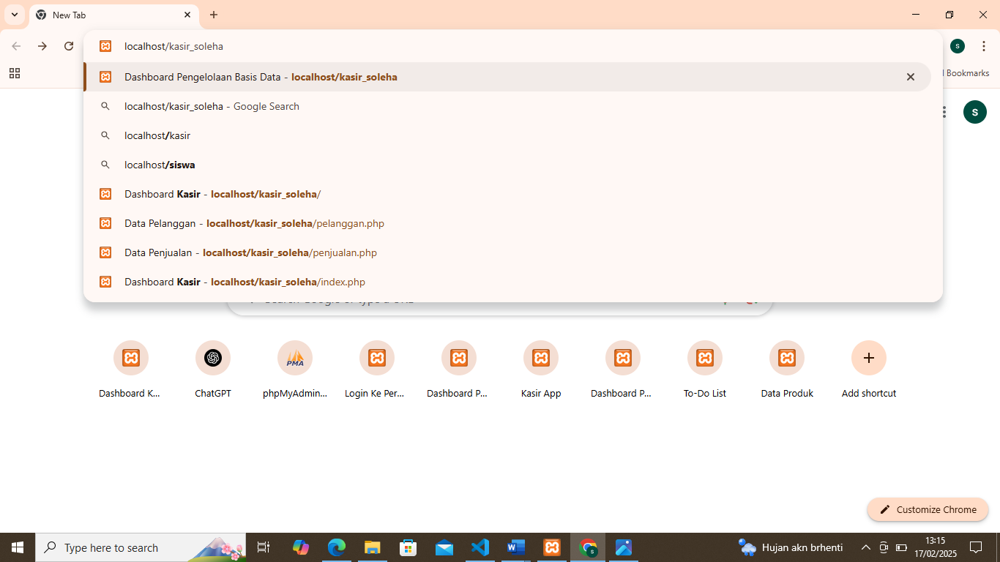 New Tab
localhost/kasir_soleha
Dashboard Pengelolaan Basis Data - localhost/kasir_soleha
Bookmarks
localhost/kasir_soleha - Google Search
s
s
localhost/kasir
localhost/siswa
Dashboard Kasir - localhost/kasir_soleha/
Data Pelanggan - localhost/kasir_soleha/pelanggan.php
Data Penjualan - localhost/kasir_soleha/penjualan.php
Dashboard Kasir - localhost/kasir_soleha/index.php
PMA
Dashboard K...
ChatGPT
phpMyAdmin...
Login Ke Per...
Dashboard P...
Kasir App
Dashboard P...
To-Do List
Data Produk
Add shortcut
Customize Chrome
Type here to search
Hujan akn brhenti
13:15
17/02/2025